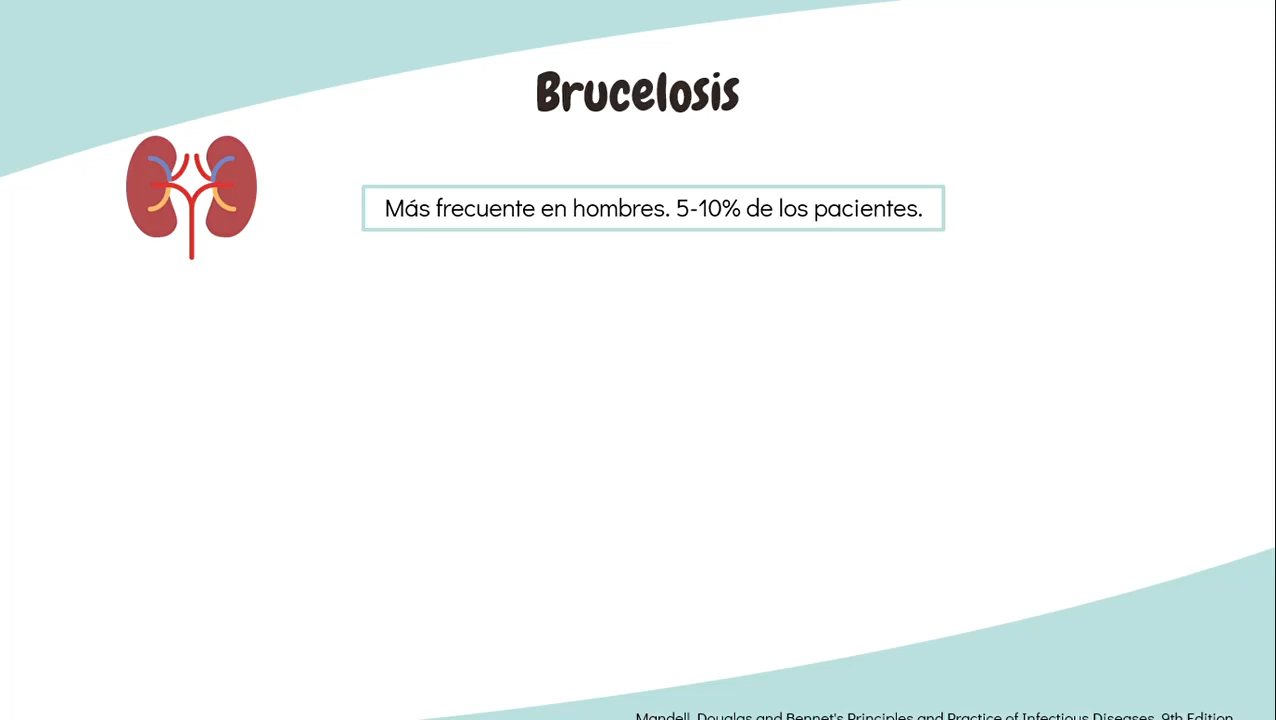 Brucelosis
Más frecuente en hombres. 5-10% de los pacientes.
Mandell, Douglas and Bennet's Principles and Practice of Infectious Diseases, 9th Edition